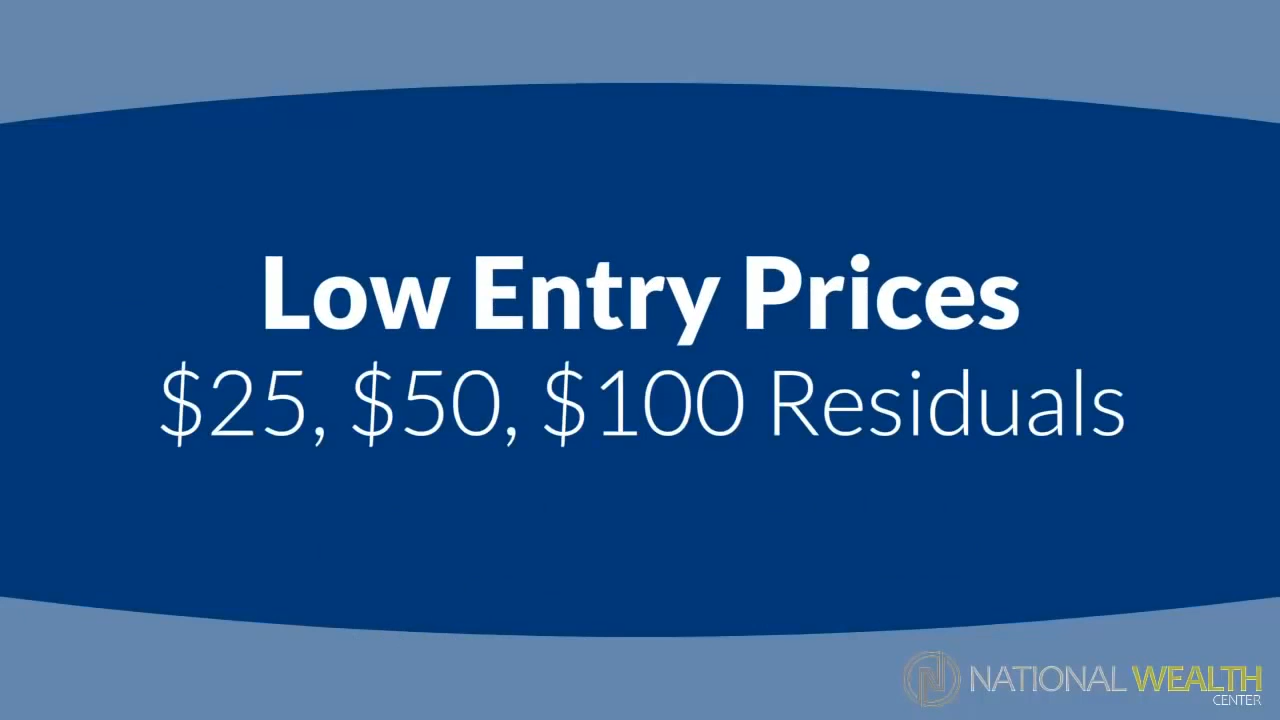 Low Entry Prices
$25, $50, $100 Residuals
NATIONAL WEALTH
CENTER